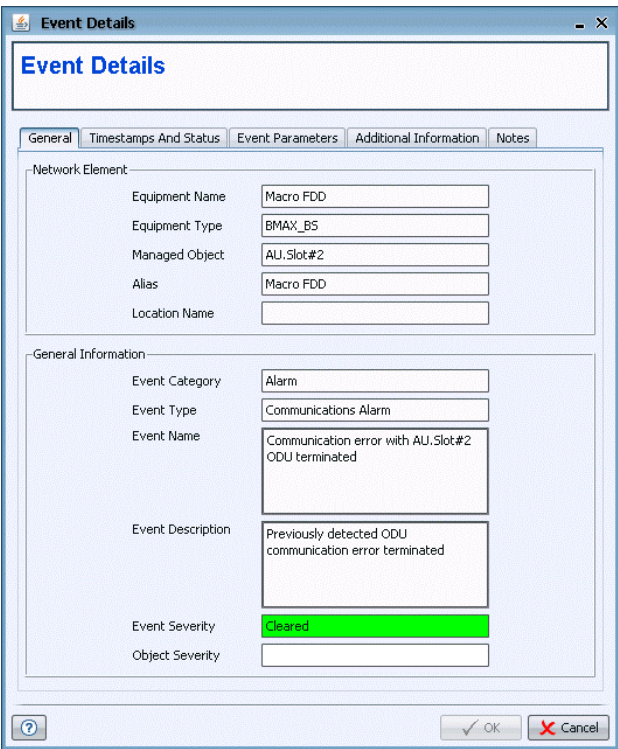 Event Details
Event Details
General Timestamps And Status Event Parameters Additional Information Notes
Network Element
Equipment Name Macro FDD
Equipment Type BMAX_BS
Managed Object AU.Slot#2
Alias Macro FDD
Location Name
General Information
Event Category Alarm
Event Type Communications Alarm
Event Name Communication error with AU.Slot#2
ODU terminated
Event Description Previously detected ODU
communication error terminated
Event Severity Cleared
Object Severity
? OK Cancel